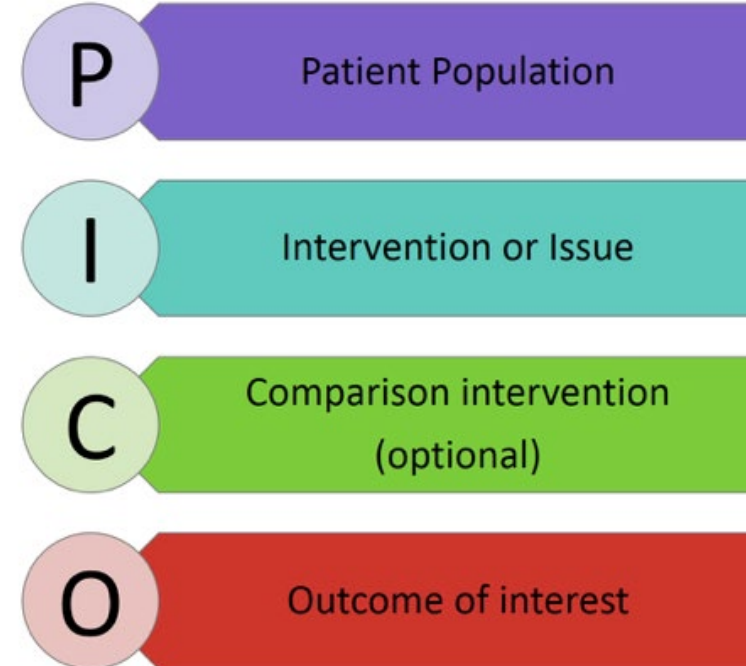 P
Patient Population
I
Intervention or Issue
C
Comparison intervention
(optional)
O
Outcome of interest